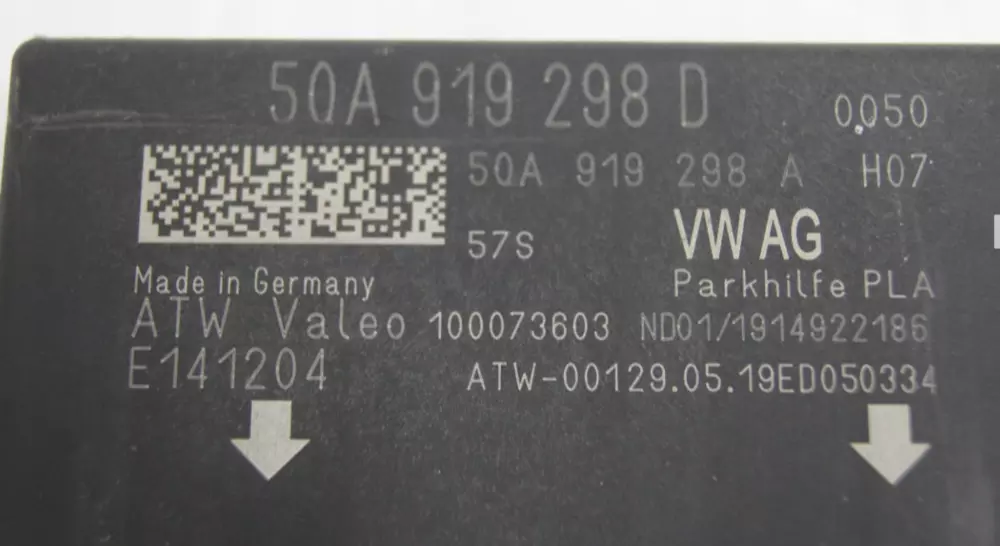 5QA 919 298 D 0050
5QA 919 298 A H07
57S VW AG
Made in Germany Parkhilfe PLA
ATW Valeo 100073603 ND01/1914922186
E141204 ATW-00129.05.19ED050334